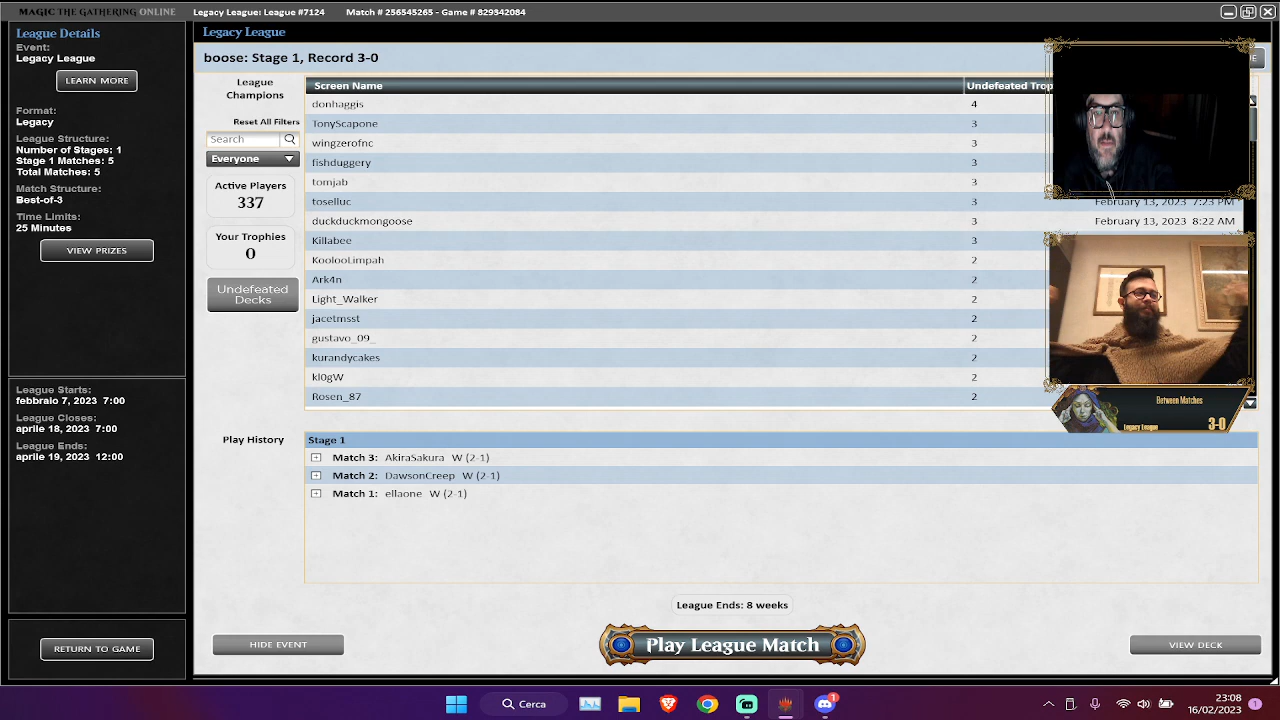 MAGIC THE GATHERING ONLINE
Legacy League: League #7124
Match # 256545265 - Game # 829342084
League Details
Event:
Legacy League
LEARN MORE
Format:
Legacy
League Structure:
Number of Stages: 1
Stage 1 Matches: 5
Total Matches: 5
Match Structure:
Best-of-3
Time Limits:
25 Minutes
VIEW PRIZES
League Starts:
febbraio 7, 2023 7:00
League Closes:
aprile 18, 2023 7:00
League Ends:
aprile 19, 2023 12:00
RETURN TO GAME
Legacy League
boose: Stage 1, Record 3-0
League
Champions
Reset All Filters
Search
Everyone
Active Players
337
Your Trophies
0
Undefeated
Decks
Screen Name Undefeated Trop
donhaggis 4
TonyScapone 3
wingzerofnc 3
fishduggery 3
tomjab 3
toselluc 3 February 13, 2023 7:23 PM
duckduckmongoose 3 February 13, 2023 8:22 AM
Killabee 3
KoolooLimpah 2
Ark4n 2
Light_Walker 2
jacetmsst 2
gustavo_09_ 2
kurandycakes 2
kl0gW 2
Rosen_87 2
Between Matches
Legacy League 3-0
Play History
Stage 1
Match 3: AkiraSakura W (2-1)
Match 2: DawsonCreep W (2-1)
Match 1: ellaone W (2-1)
League Ends: 8 weeks
HIDE EVENT
Play League Match
VIEW DECK
Cerca
1
23:08
16/02/2023
1